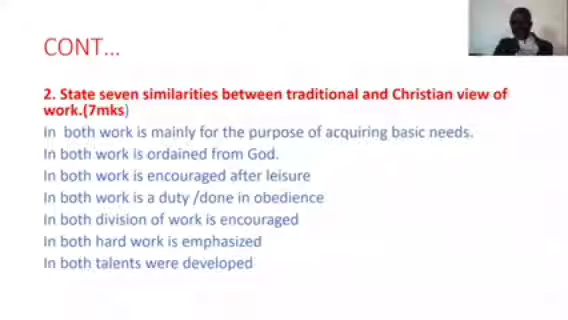 CONT...
2. State seven similarities between traditional and Christian view of
work.(7mks)
In both work is mainly for the purpose of acquiring basic needs.
In both work is ordained from God.
In both work is encouraged after leisure
In both work is a duty /done in obedience
In both division of work is encouraged
In both hard work is emphasized
In both talents were developed